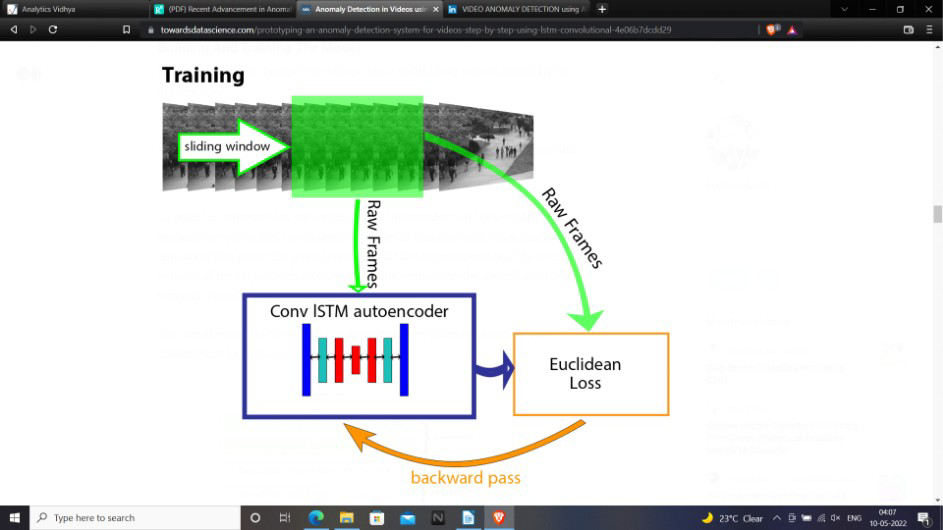 Analytics Vidhya
(PDF) Recent Advancement in Anomal
Anomaly Detection in Videos usin
VIDEO ANOMALY DETECTION using A
towardsdatascience.com/prototyping-an-anomaly-detection-system-for-videos-step-by-step-using-lstm-convolutional-4e06b7dcdd29
Training
sliding window
Raw Frames
Raw Frames
Conv lSTM autoencoder
Euclidean
Loss
backward pass
Type here to search
23°C Clear
ENG
04:07
10-05-2022